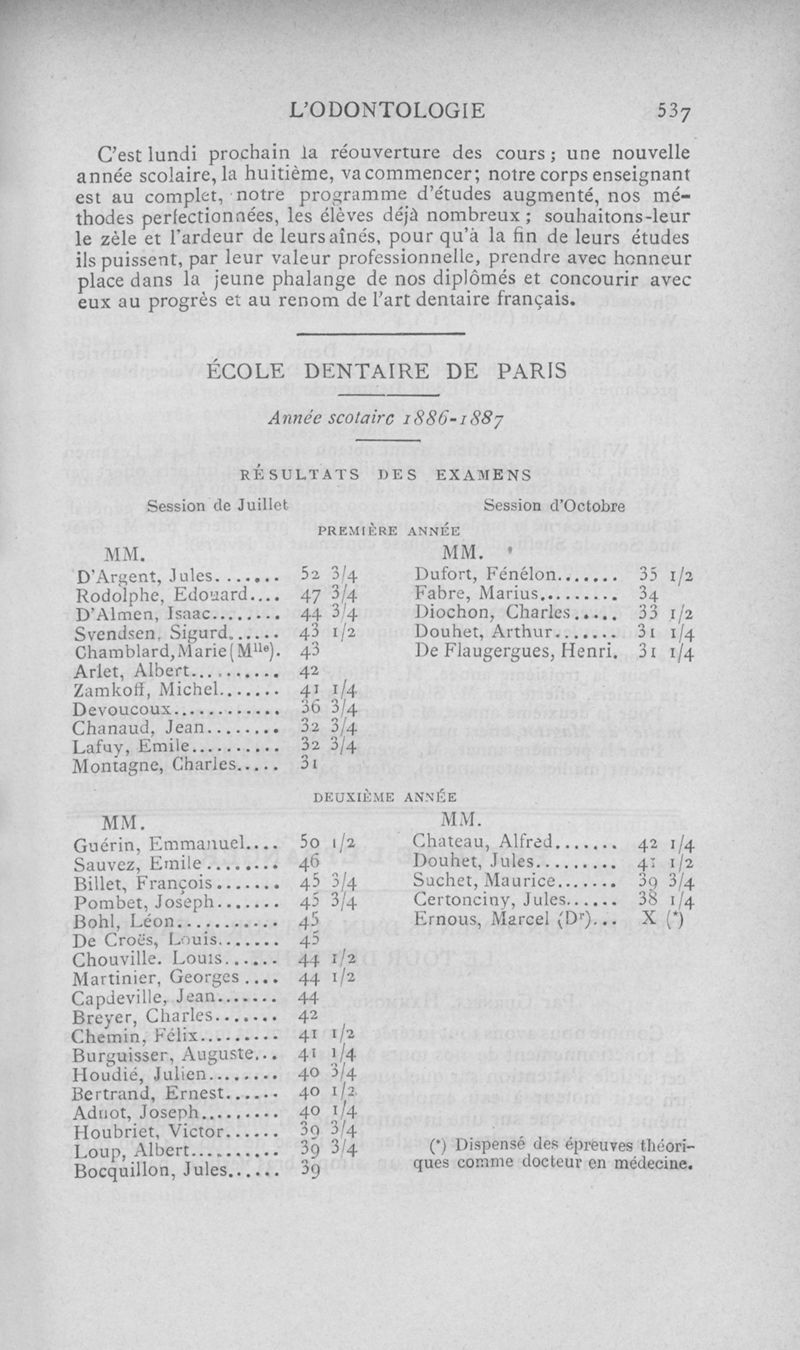 L'ODONTOLOGIE 537
C'est lundi prochain la réouverture des cours; une nouvelle
année scolaire, la huitième, va commencer; notre corps enseignant
est au complet, notre programme d'études augmenté, nos mé-
thodes perfectionnées, les élèves déjà nombreux; souhaitons-leur
le zèle et l'ardeur de leurs aînés, pour qu'à la fin de leurs études
ils puissent, par leur valeur professionnelle, prendre avec honneur
place dans la jeune phalange de nos diplômés et concourir avec
eux au progrès et au renom de l'art dentaire français.
ÉCOLE DENTAIRE DE PARIS
Année scolaire 1886-1887
RÉSULTATS DES EXAMENS
Session de Juillet
Session d'Octobre
PREMIÈRE ANNÉE
MM.
D'Argent, Jules....... 52 3/4
Rodolphe, Edouard.... 47 3/4
D'Almen, Isaac........ 44 3/4
Svendsen, Sigurd...... 43 1/2
Chamblard, Marie (Mlle). 43
Arlet, Albert.......... 42
Zamkoff, Michel....... 41 1/4
Devoucoux............ 36 3/4
Chanaud, Jean........ 32 3/4
Lafuy, Emile.......... 32 3/4
Montagne, Charles..... 31
MM.
Dufort, Fénélon....... 35 1/2
Fabre, Marius......... 34
Diochon, Charles..... 33 1/2
Douhet, Arthur....... 31 1/4
De Flaugergues, Henri. 31 1/4
DEUXIÈME ANNÉE
MM.
Guérin, Emmanuel.... 50 1/2
Sauvez, Emile........ 46
Billet, François....... 45 3/4
Pombet, Joseph....... 45 3/4
Bohl, Léon........... 45
De Croës, Louis....... 45
Chouville. Louis...... 44 1/2
Martinier, Georges.... 44 1/2
Capdeville, Jean....... 44
Breyer, Charles....... 42
Chemin, Félix......... 41 1/2
Burguisser, Auguste... 41 1/4
Houdié, Julien........ 40 3/4
Bertrand, Ernest...... 40 1/2
Adnot, Joseph......... 40 1/4
Houbriet, Victor...... 39 3/4
Loup, Albert.......... 39 3/4
Bocquillon, Jules...... 39
MM.
Chateau, Alfred....... 42 1/4
Douhet, Jules......... 41 1/2
Suchet, Maurice....... 39 3/4
Certonciny, Jules...... 38 1/4
Ernous, Marcel (Dr)... X (*)
(*) Dispensé des épreuves théori-
ques comme docteur en médecine.